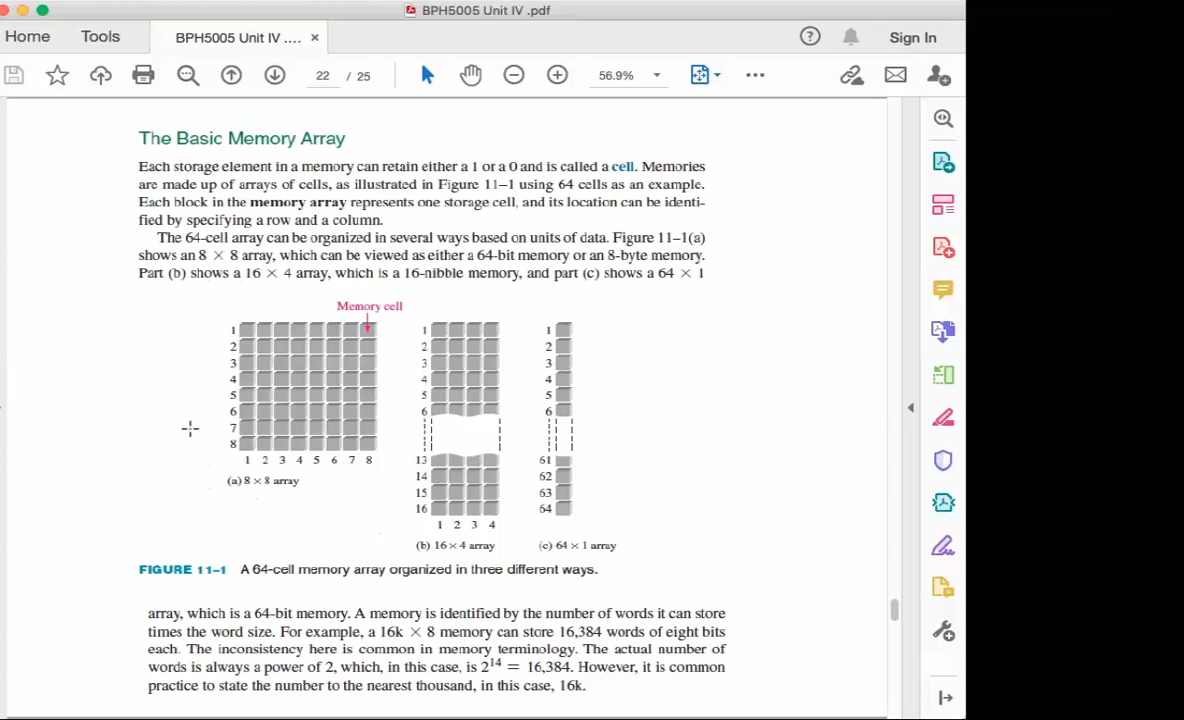 BPH5005 Unit IV .pdf
Home
Tools
BPH5005 Unit IV ....
×
Sign In
22 / 25
56.9%
The Basic Memory Array
Each storage element in a memory can retain either a 1 or a 0 and is called a cell. Memories
are made up of arrays of cells, as illustrated in Figure 11–1 using 64 cells as an example.
Each block in the memory array represents one storage cell, and its location can be identi-
fied by specifying a row and a column.
The 64-cell array can be organized in several ways based on units of data. Figure 11–1(a)
shows an 8 × 8 array, which can be viewed as either a 64-bit memory or an 8-byte memory.
Part (b) shows a 16 × 4 array, which is a 16-nibble memory, and part (c) shows a 64 × 1
Memory cell
1
2
3
4
5
6
7
8
1 2 3 4 5 6 7 8
(a) 8 × 8 array
1
2
3
4
5
6
13
14
15
16
1 2 3 4
(b) 16 × 4 array
1
2
3
4
5
6
61
62
63
64
(c) 64 × 1 array
FIGURE 11–1 A 64-cell memory array organized in three different ways.
array, which is a 64-bit memory. A memory is identified by the number of words it can store
times the word size. For example, a 16k × 8 memory can store 16,384 words of eight bits
each. The inconsistency here is common in memory terminology. The actual number of
words is always a power of 2, which, in this case, is 2¹⁴ = 16,384. However, it is common
practice to state the number to the nearest thousand, in this case, 16k.